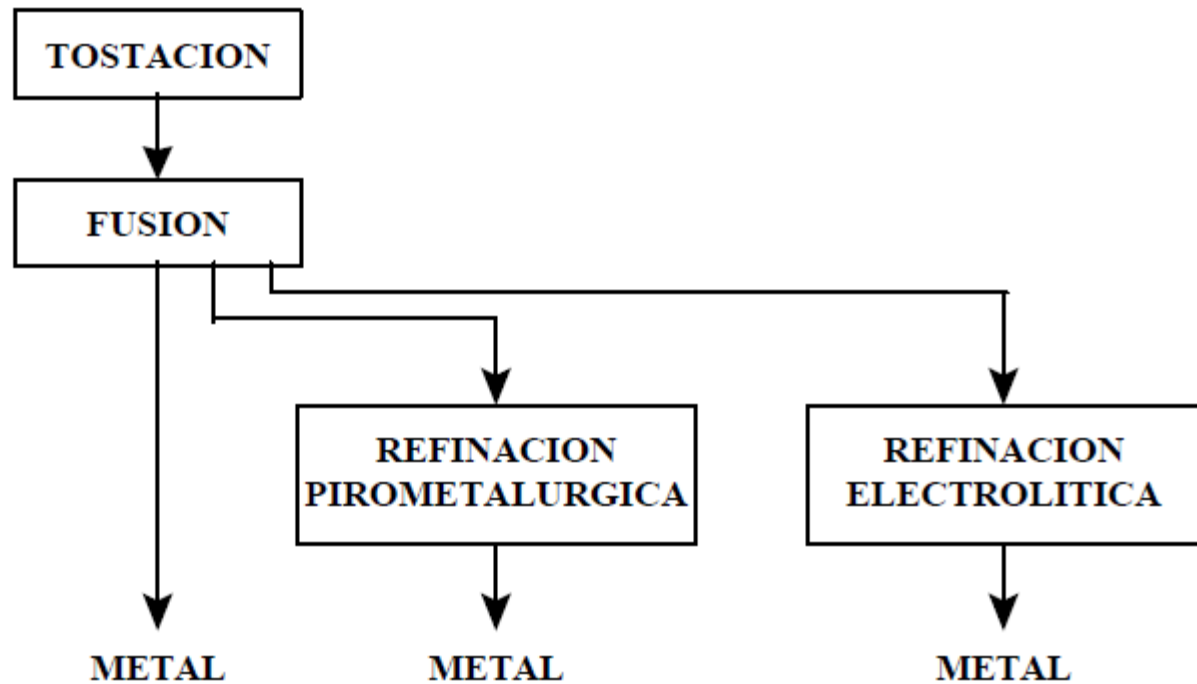 TOSTACION
FUSION
REFINACION
PIROMETALURGICA
REFINACION
ELECTROLITICA
METAL
METAL
METAL